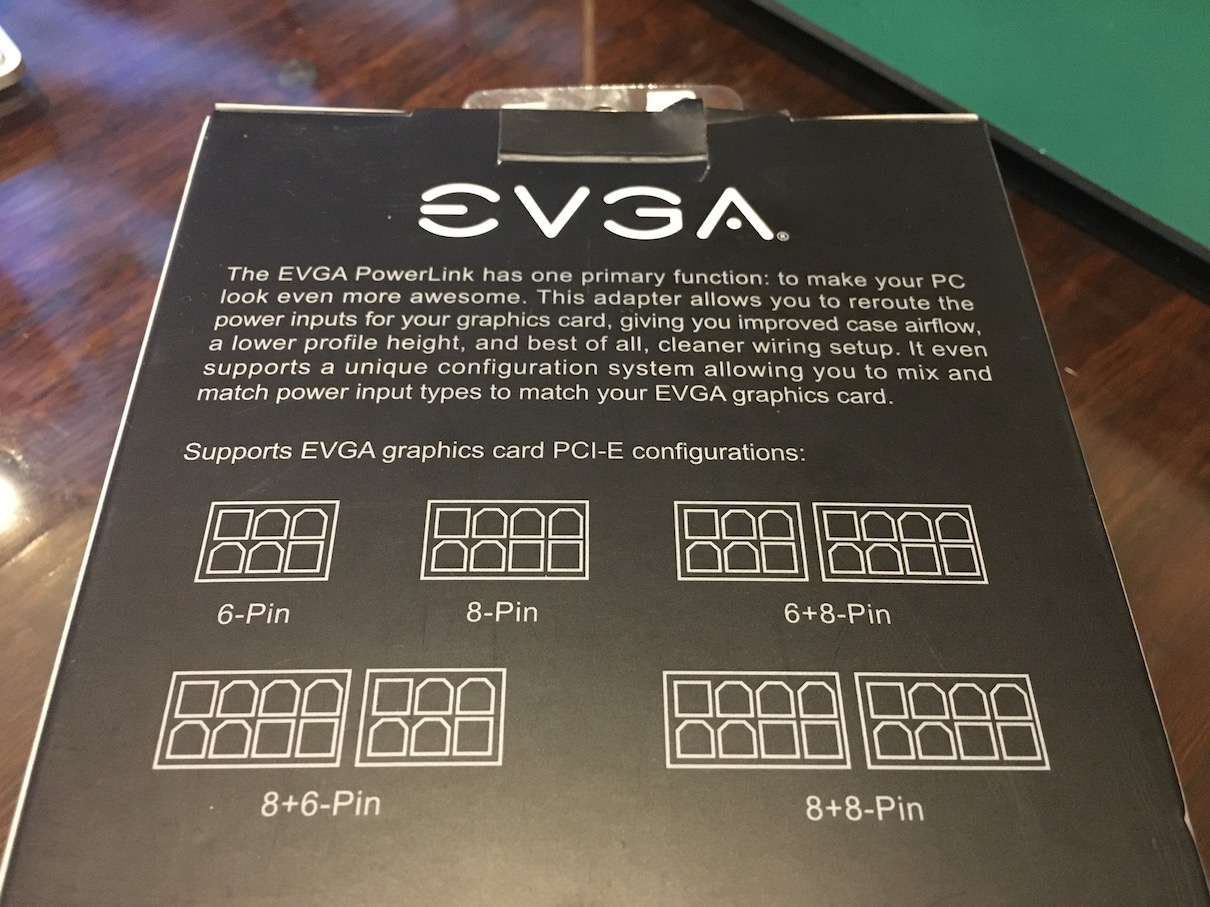 EVGA®
The EVGA PowerLink has one primary function: to make your PC
look even more awesome. This adapter allows you to reroute the
power inputs for your graphics card, giving you improved case airflow,
a lower profile height, and best of all, cleaner wiring setup. It even
supports a unique configuration system allowing you to mix and
match power input types to match your EVGA graphics card.
Supports EVGA graphics card PCI-E configurations:
6-Pin 8-Pin 6+8-Pin
8+6-Pin 8+8-Pin